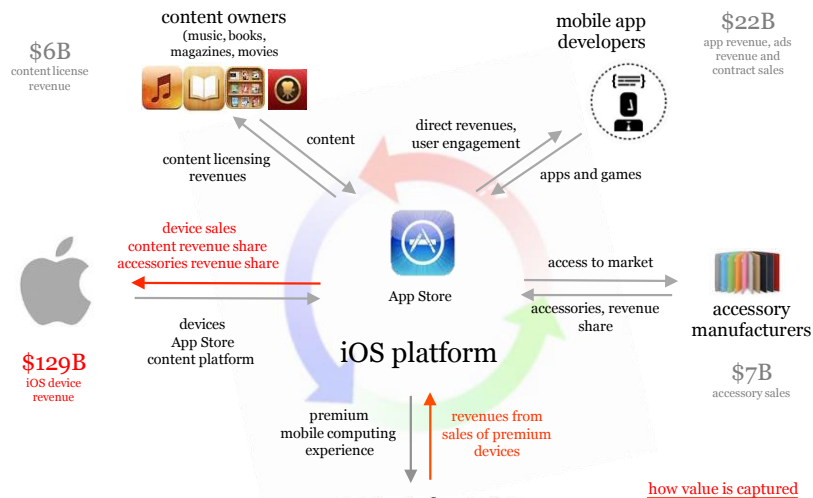 content owners
(music, books,
magazines, movies
$6B
content license
revenue
mobile app
developers
$22B
app revenue, ads
revenue and
contract sales
content
content licensing
revenues
direct revenues,
user engagement
apps and games
device sales
content revenue share
accessories revenue share
devices
App Store
content platform
$129B
iOS device
revenue
App Store
iOS platform
access to market
accessories, revenue
share
accessory
manufacturers
$7B
accessory sales
premium
mobile computing
experience
revenues from
sales of premium
devices
how value is captured